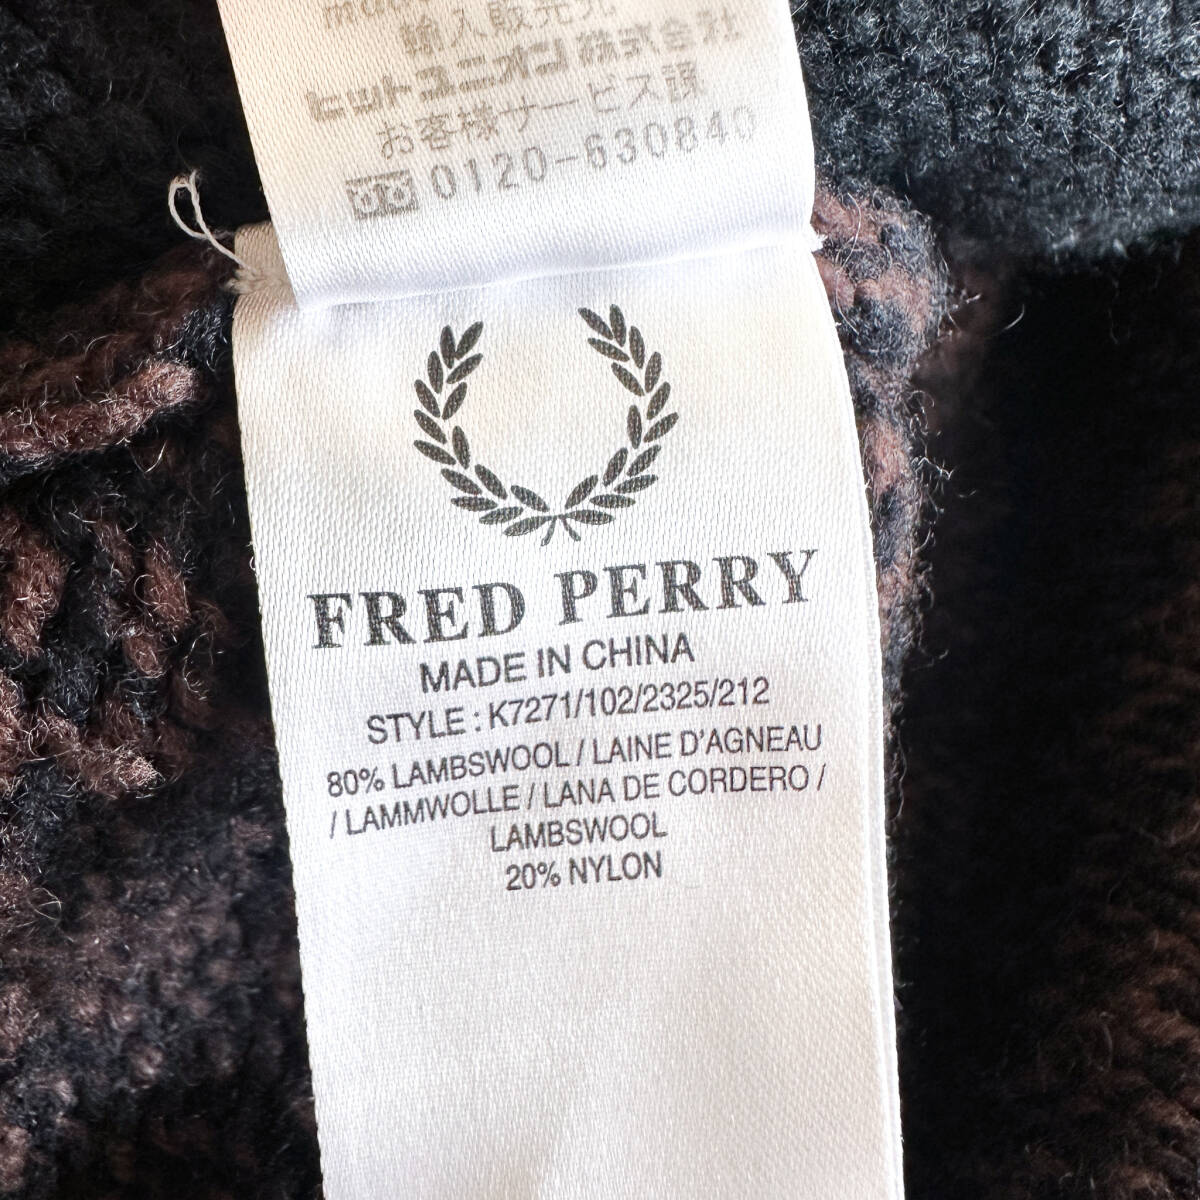 輸入販売元
ヒットユニオン株式会社
お客様サービス課
0120-630840
FRED PERRY
MADE IN CHINA
STYLE : K7271/102/2325/212
80% LAMBSWOOL / LAINE D'AGNEAU
/ LAMMWOLLE / LANA DE CORDERO /
LAMBSWOOL
20% NYLON